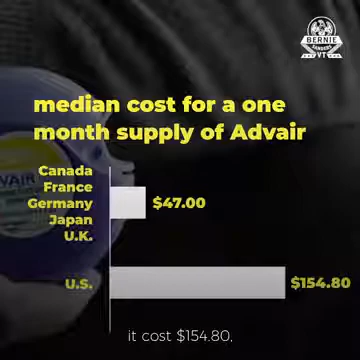 BERNIE
SANDERS
VT
median cost for a one
month supply of Advair
Canada
France
Germany
Japan
U.K.
$47.00
U.S.
$154.80
VAIR
it cost $154.80.